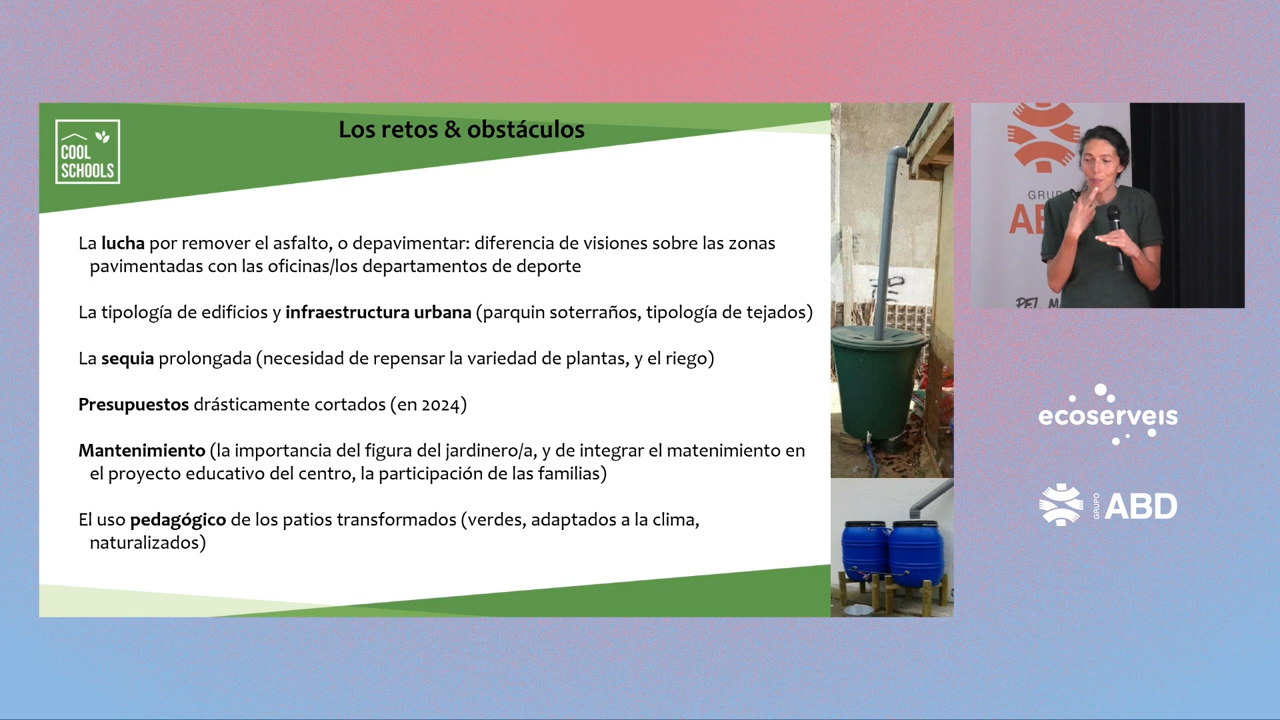 Los retos & obstáculos
COOL
SCHOOLS
La lucha por remover el asfalto, o depavimentar: diferencia de visiones sobre las zonas
pavimentadas con las oficinas/los departamentos de deporte
La tipología de edificios y infraestructura urbana (parquin soterraños, tipología de tejados)
La sequia prolongada (necesidad de repensar la variedad de plantas, y el riego)
Presupuestos drásticamente cortados (en 2024)
Mantenimiento (la importancia del figura del jardinero/a, y de integrar el matenimiento en
el proyecto educativo del centro, la participación de las familias)
El uso pedagógico de los patios transformados (verdes, adaptados a la clima,
naturalizados)
GRUPO
ecoserveis
GRUPO
ABD